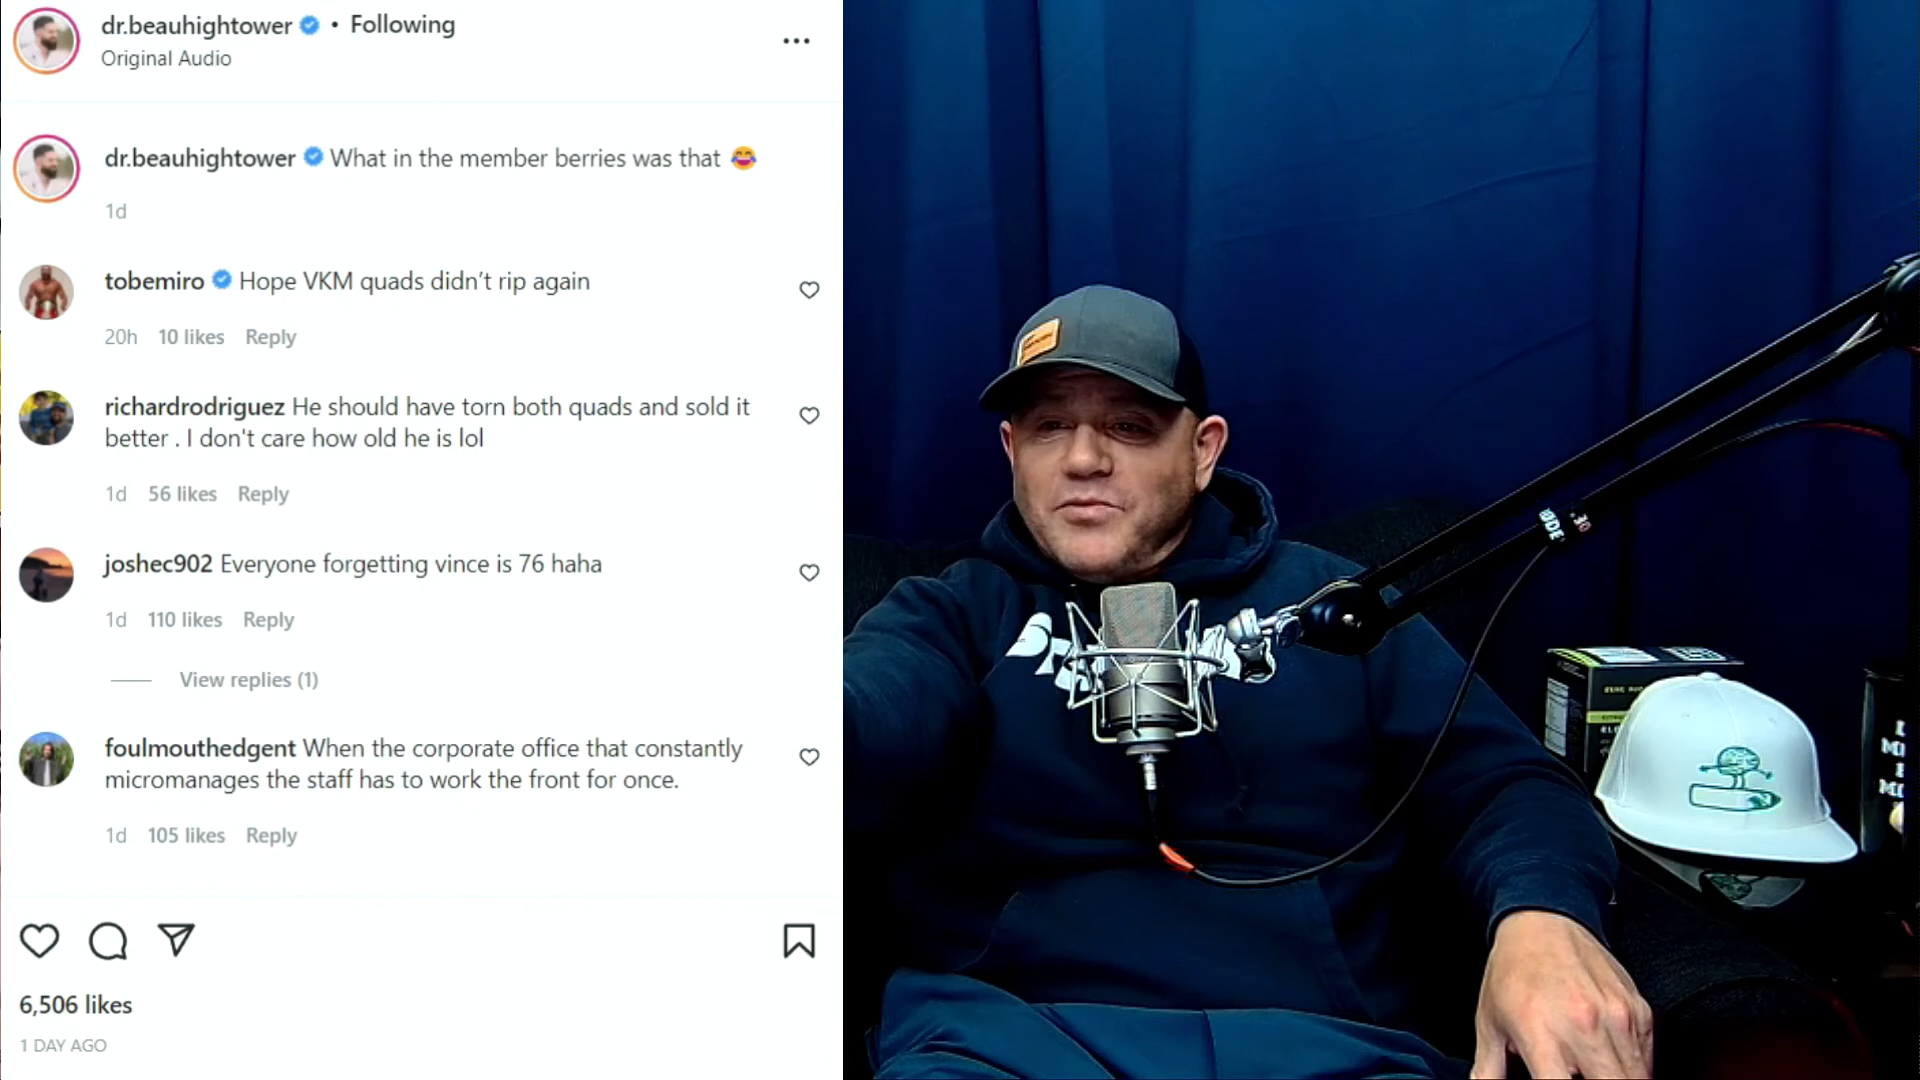 dr.beauhightower • Following
Original Audio
dr.beauhightower What in the member berries was that 😂
1d
tobemiro Hope VKM quads didn’t rip again
20h 10 likes Reply
richardrodriguez He should have torn both quads and sold it
better . I don't care how old he is lol
1d 56 likes Reply
joshec902 Everyone forgetting vince is 76 haha
1d 110 likes Reply
View replies (1)
foulmouthedgent When the corporate office that constantly
micromanages the staff has to work the front for once.
1d 105 likes Reply
6,506 likes
1 DAY AGO
RODE